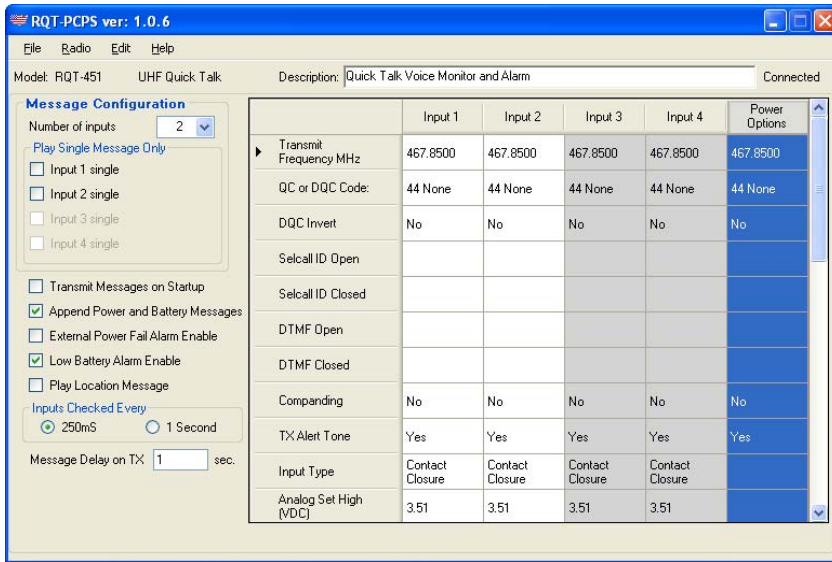 RQT-PCPS ver: 1.0.6
File Radio Edit Help
Model: RQT-451 UHF Quick Talk Description: Quick Talk Voice Monitor and Alarm Connected
Message Configuration
Number of inputs 2
Play Single Message Only
Input 1 single
Input 2 single
Input 3 single
Input 4 single
Transmit Messages on Startup
Append Power and Battery Messages
External Power Fail Alarm Enable
Low Battery Alarm Enable
Play Location Message
Inputs Checked Every
250mS 1 Second
Message Delay on TX 1 sec.
Input 1 Input 2 Input 3 Input 4 Power Options
Transmit Frequency MHz 467.8500 467.8500 467.8500 467.8500 467.8500
QC or DQC Code: 44 None 44 None 44 None 44 None 44 None
DQC Invert No No No No No
Selcall ID Open
Selcall ID Closed
DTMF Open
DTMF Closed
Companding No No No No No
TX Alert Tone Yes Yes Yes Yes Yes
Input Type Contact Closure Contact Closure Contact Closure Contact Closure
Analog Set High (VDC) 3.51 3.51 3.51 3.51